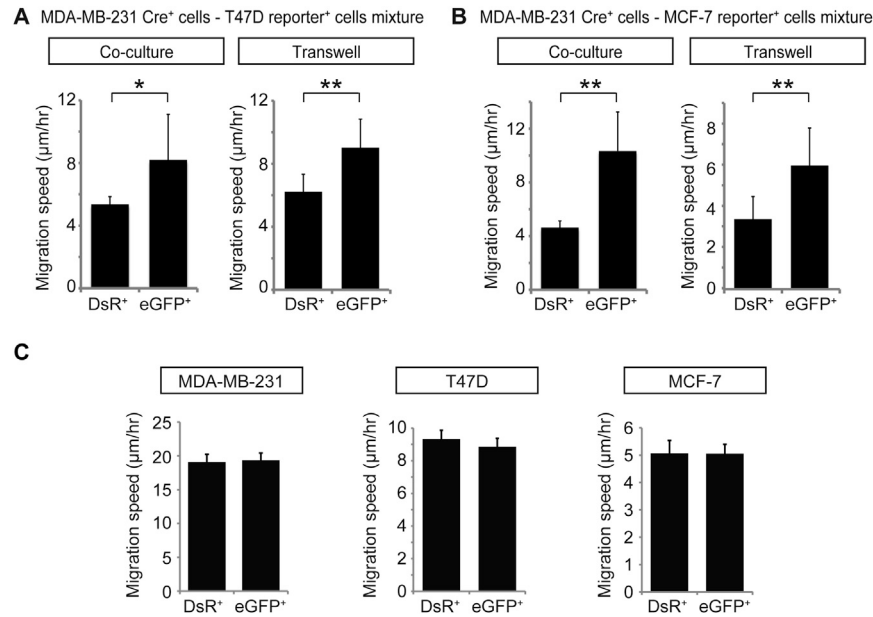 A MDA-MB-231 Cre⁺ cells - T47D reporter⁺ cells mixture
Co-culture
Transwell
*
**
Migration speed (µm/hr)
12
8
4
0
DsR⁺ eGFP⁺
Migration speed (µm/hr)
12
8
4
0
DsR⁺ eGFP⁺
B MDA-MB-231 Cre⁺ cells - MCF-7 reporter⁺ cells mixture
Co-culture
Transwell
**
**
Migration speed (µm/hr)
12
8
4
0
DsR⁺ eGFP⁺
Migration speed (µm/hr)
8
6
4
2
0
DsR⁺ eGFP⁺
C
MDA-MB-231
Migration speed (µm/hr)
25
20
15
10
5
0
DsR⁺ eGFP⁺
T47D
Migration speed (µm/hr)
10
8
6
4
2
0
DsR⁺ eGFP⁺
MCF-7
Migration speed (µm/hr)
6
5
4
3
2
1
0
DsR⁺ eGFP⁺